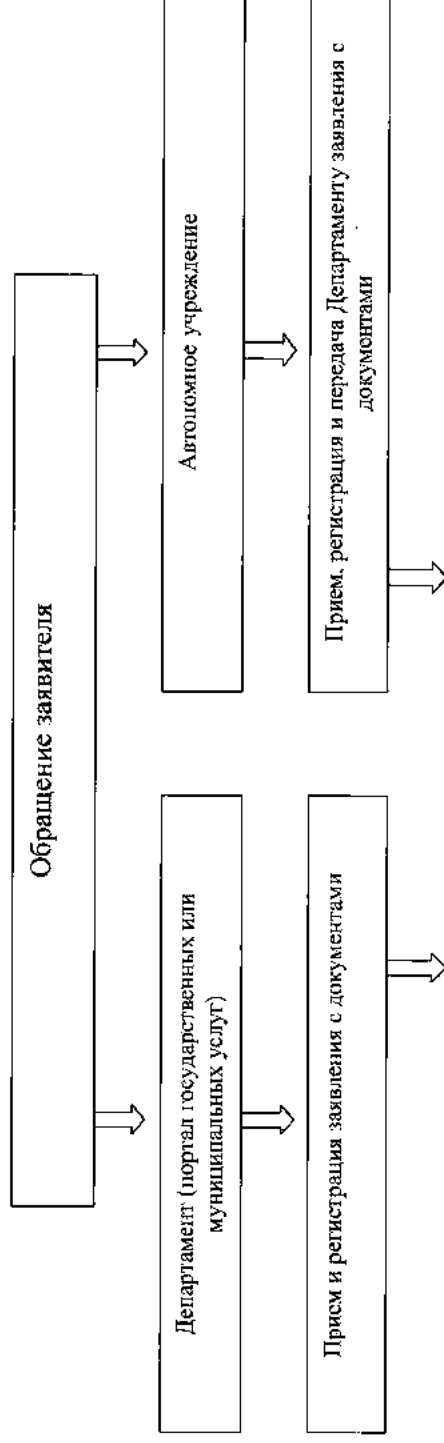 Обращение заявителя
Департамент (портал государственных или
муниципальных услуг)
Автономное учреждение
Прием и регистрация заявления с документами
Прием, регистрация и передача Департаменту заявления с
документами